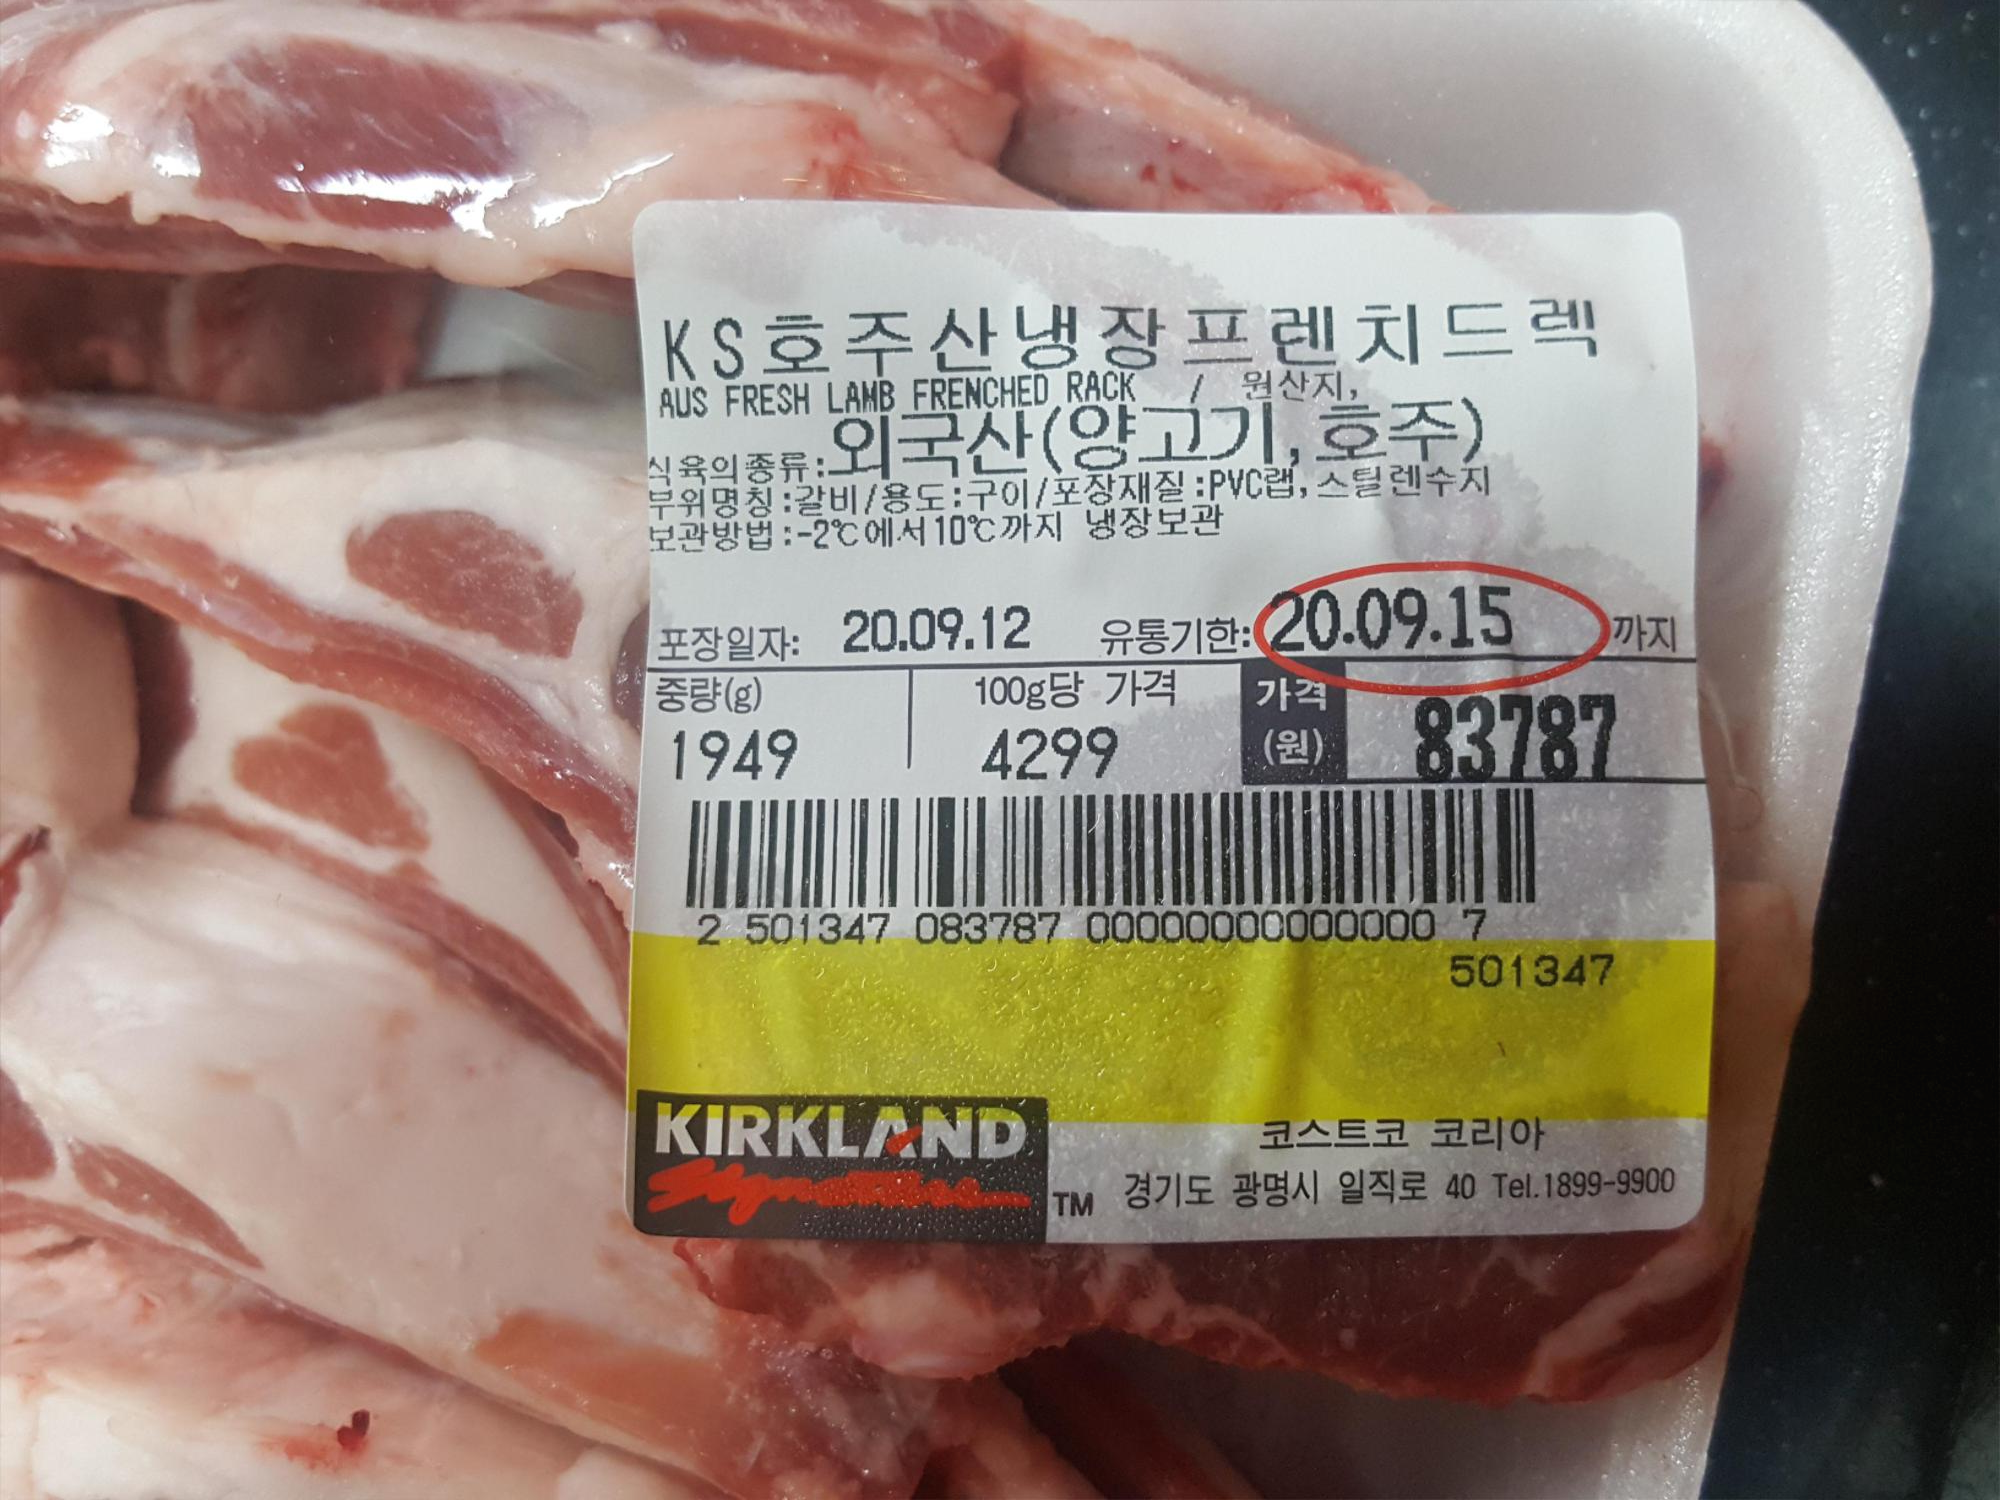 KS호주산냉장프렌치드렉
AUS FRESH LAMB FRENCHED RACK / 원산지,
식육의종류:외국산(양고기,호주)
부위명칭:갈비/용도:구이/포장재질:PVC랩,스틸렌수지
보관방법:-2℃에서10℃까지 냉장보관
포장일자: 20.09.12 유통기한: 20.09.15 까지
중량(g) 100g당 가격 가격(원)
1949 4299 83787
2 501347 083787 000000000000000 7
501347
KIRKLAND
Signature TM
코스트코 코리아
경기도 광명시 일직로 40 Tel.1899-9900